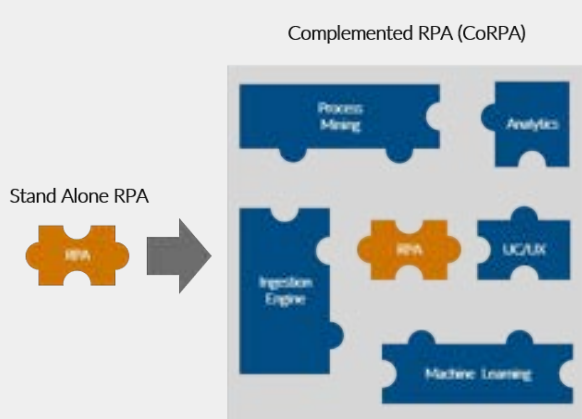 Complemented RPA (CoRPA)
Process
Mining
Analytics
Stand Alone RPA
RPA
RPA
UC/UX
Ingestion
Engine
Machine Learning